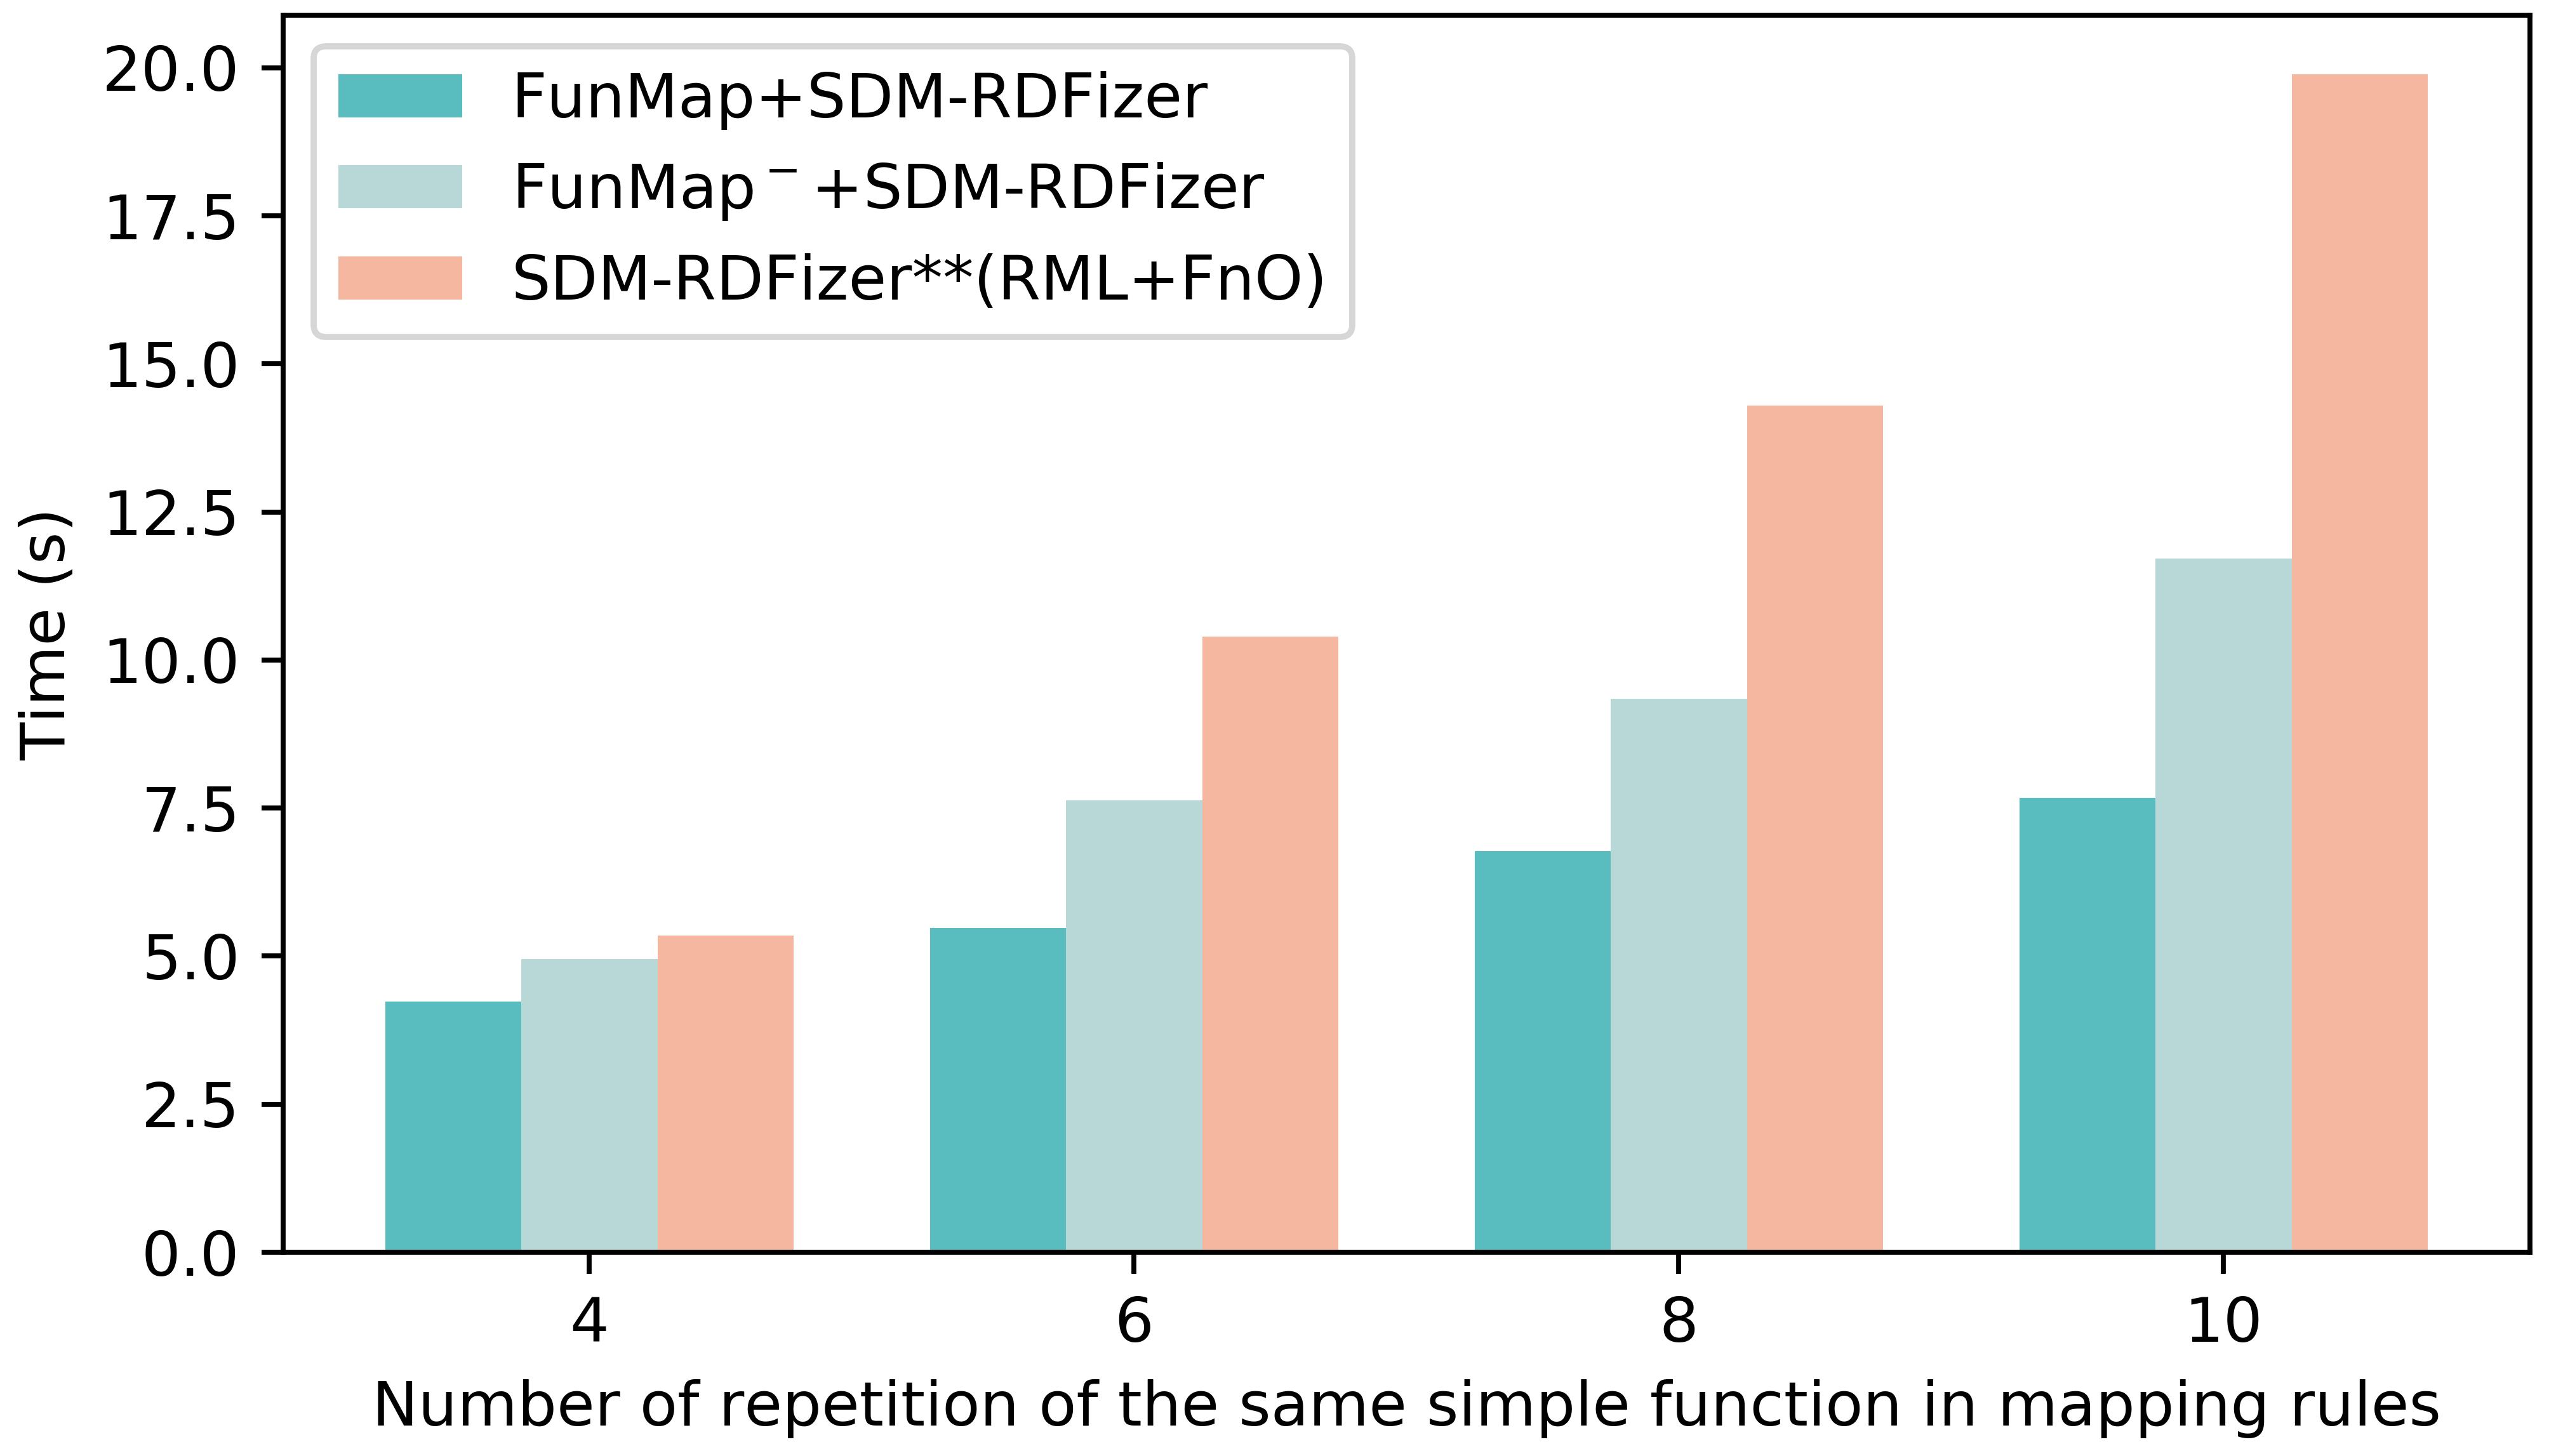 FunMap+SDM-RDFizer
FunMap⁻+SDM-RDFizer
SDM-RDFizer**(RML+FnO)
20.0
17.5
15.0
12.5
10.0
7.5
5.0
2.5
0.0
Time (s)
4 6 8 10
Number of repetition of the same simple function in mapping rules